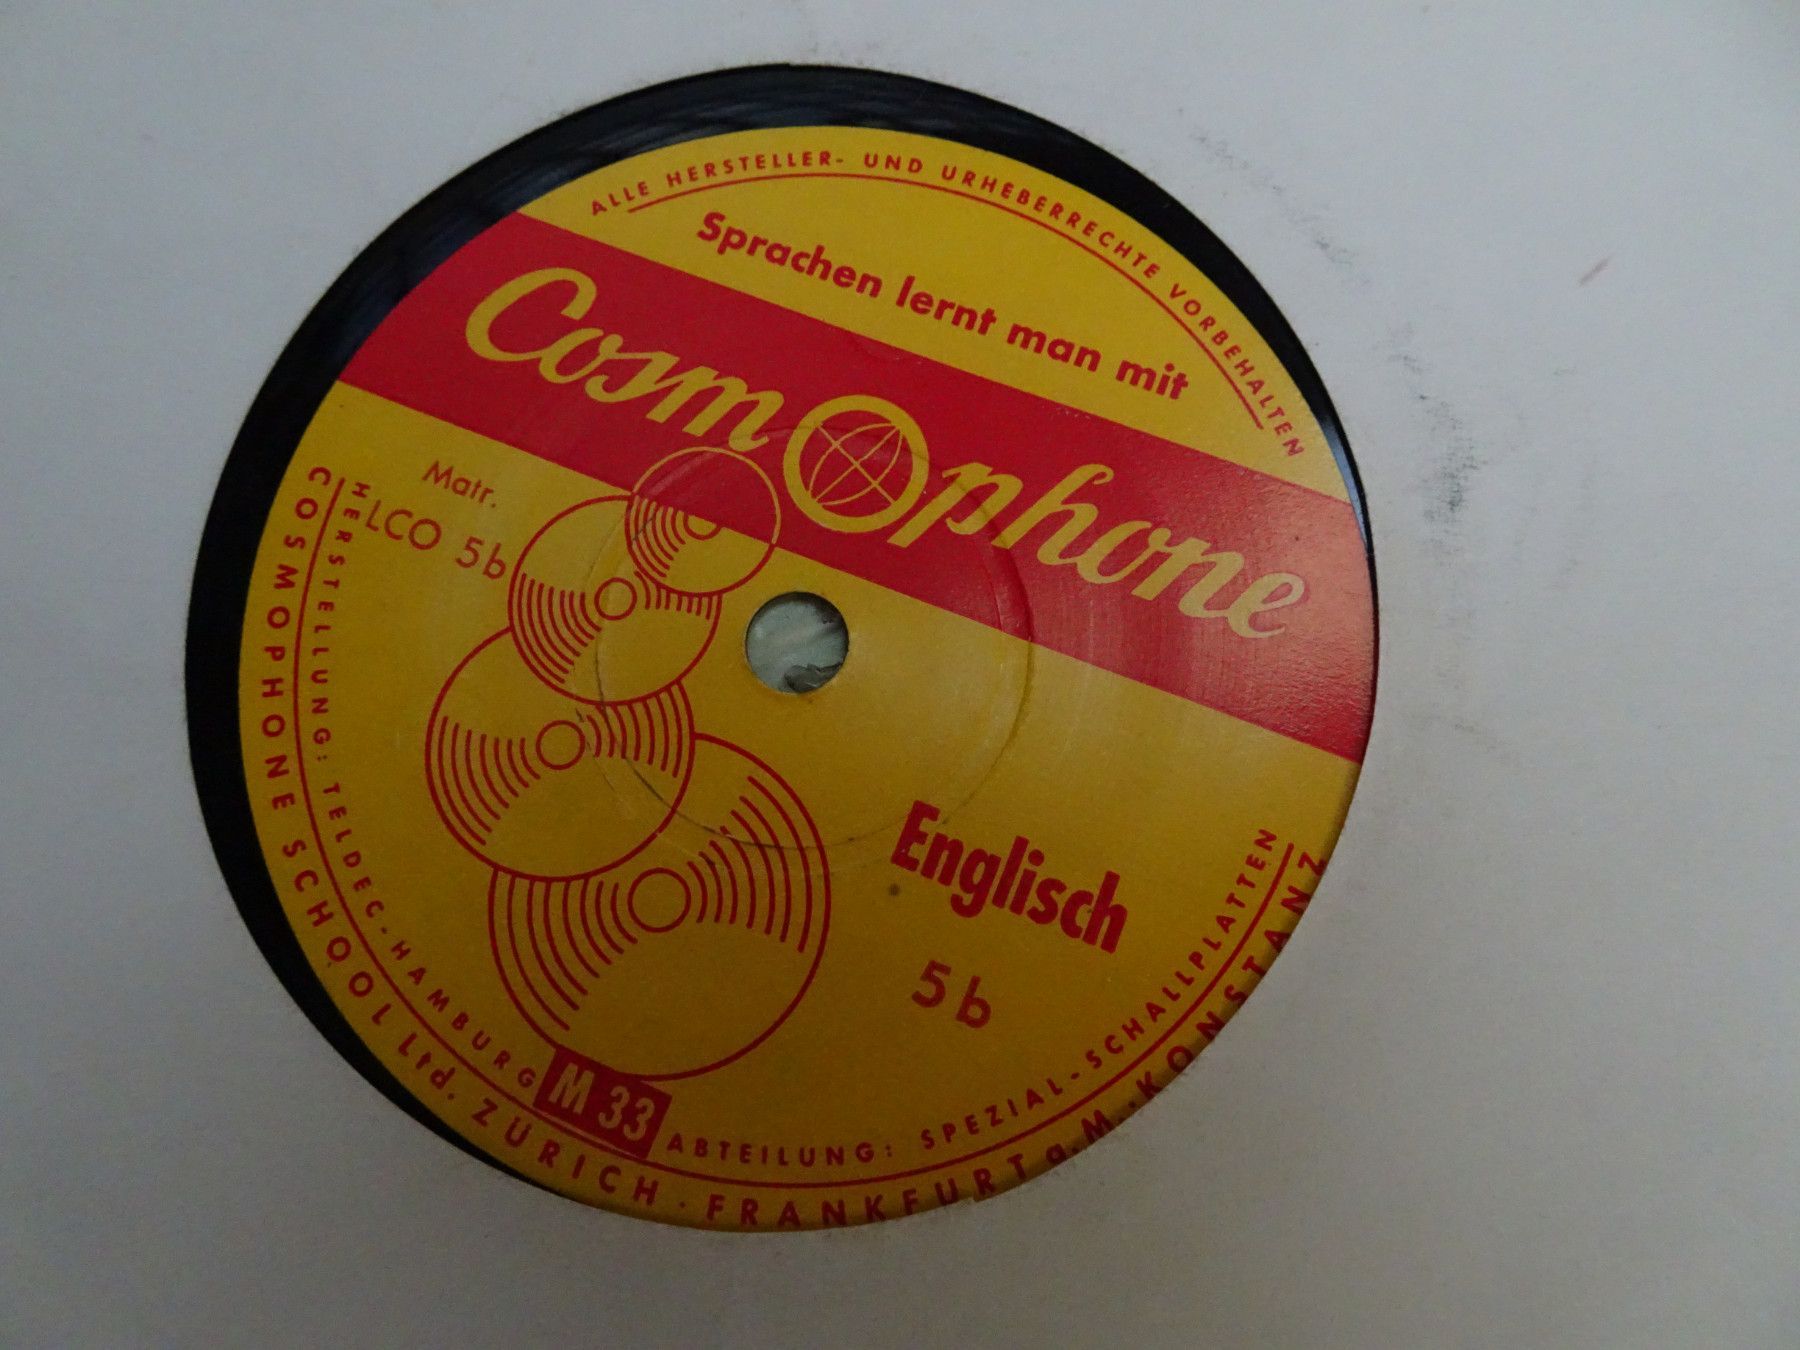 ALLE HERSTELLER- UND URHEBERRECHTE VORBEHALTEN
Sprachen lernt man mit
Cosmophone
Matr.
LCO 5b
Englisch
5b
M 33
HERSTELLUNG: TELDEC-HAMBURG
ABTEILUNG: SPEZIAL-SCHALLPLATTEN
COSMOPHONE SCHOOL Ltd. ZÜRICH · FRANKFURT a.M. · KONSTANZ